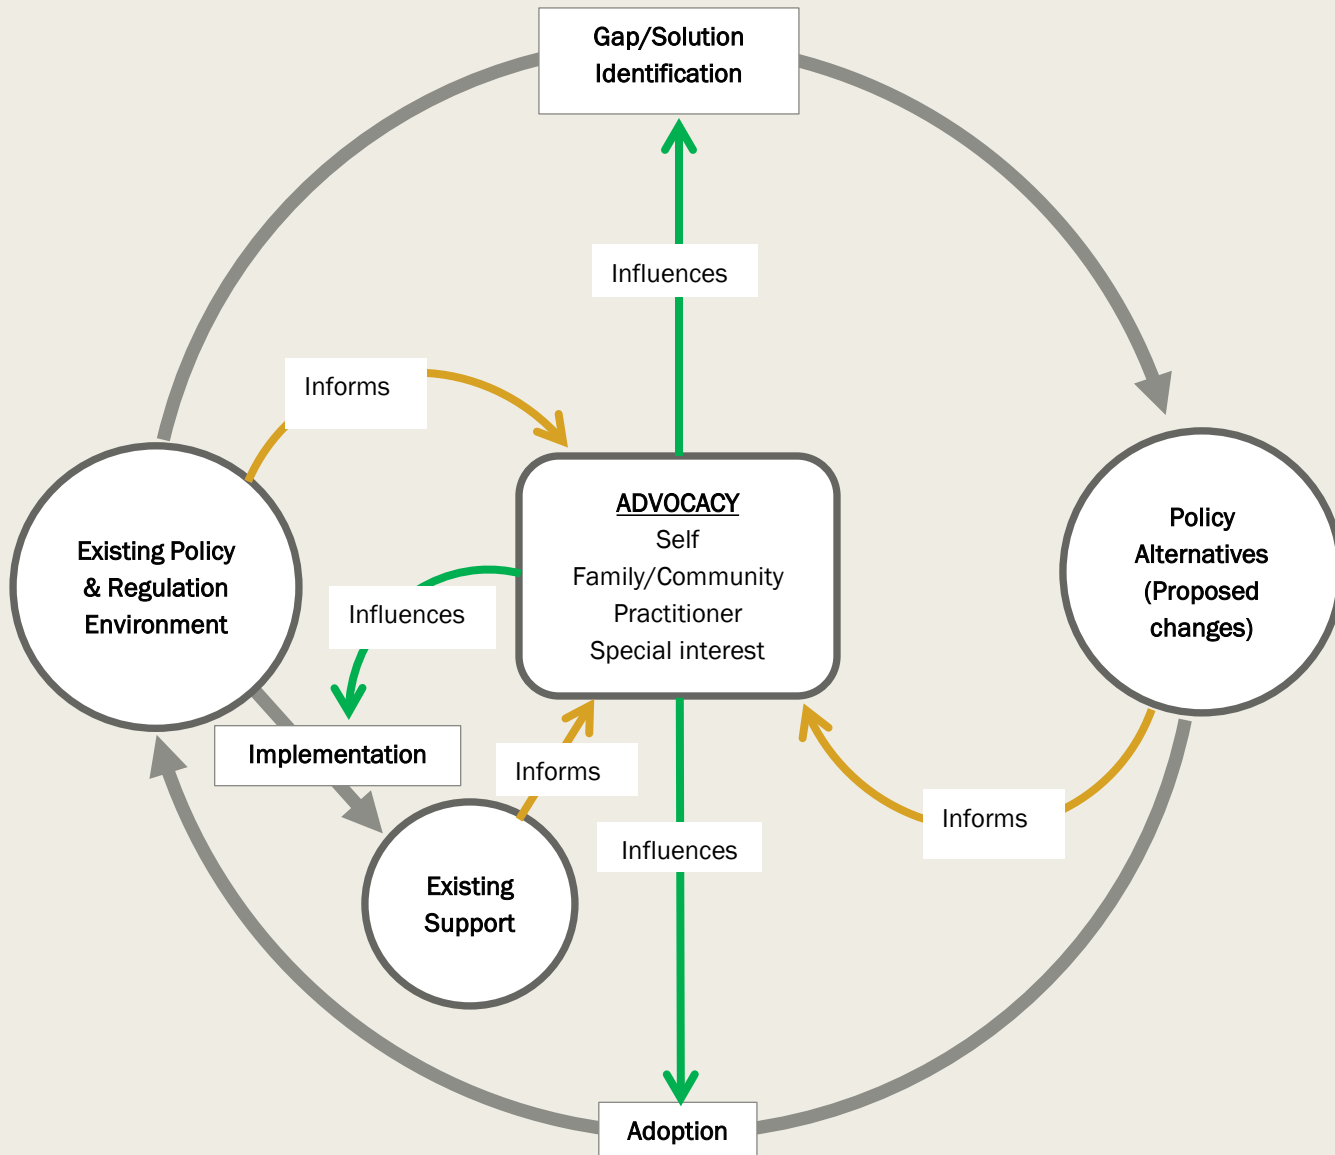 Gap/Solution
Identification
Influences
Informs
ADVOCACY
Self
Family/Community
Practitioner
Special interest
Existing Policy
& Regulation
Environment
Policy
Alternatives
(Proposed
changes)
Influences
Implementation
Informs
Informs
Influences
Existing
Support
Adoption